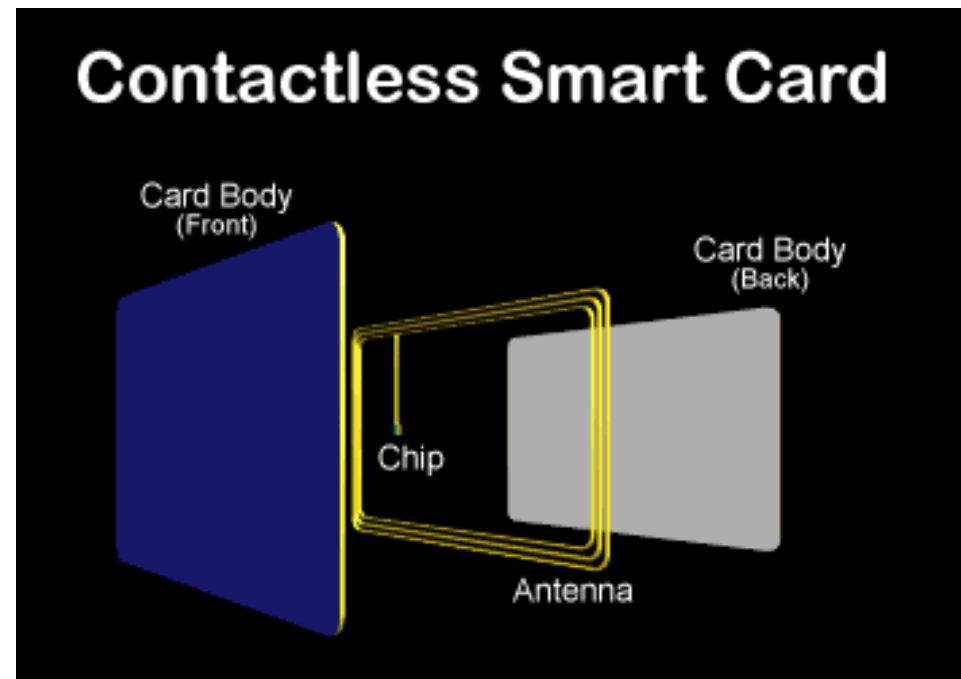 Contactless Smart Card
Card Body
(Front)
Card Body
(Back)
Chip
Antenna